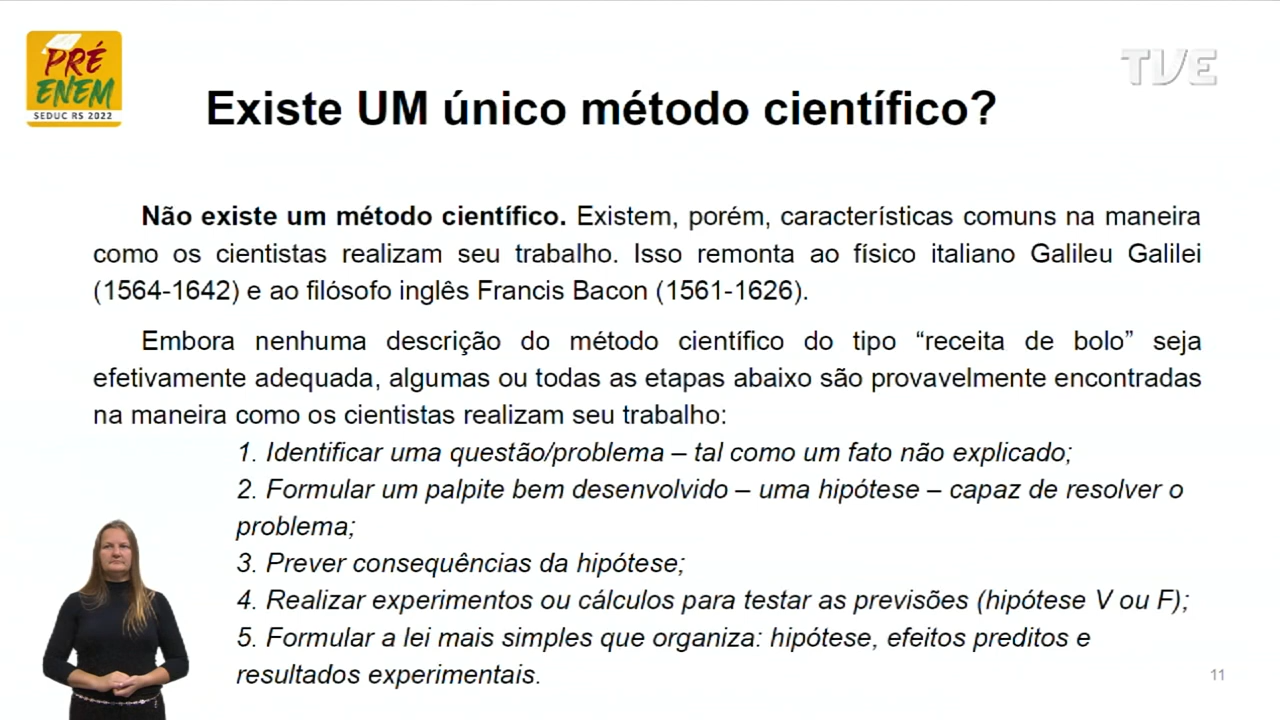 PRÉ
ENEM
SEDUC RS 2022
TVE
Existe UM único método científico?
Não existe um método científico. Existem, porém, características comuns na maneira
como os cientistas realizam seu trabalho. Isso remonta ao físico italiano Galileu Galilei
(1564-1642) e ao filósofo inglês Francis Bacon (1561-1626).
Embora nenhuma descrição do método científico do tipo “receita de bolo” seja
efetivamente adequada, algumas ou todas as etapas abaixo são provavelmente encontradas
na maneira como os cientistas realizam seu trabalho:
1. Identificar uma questão/problema – tal como um fato não explicado;
2. Formular um palpite bem desenvolvido – uma hipótese – capaz de resolver o
problema;
3. Prever consequências da hipótese;
4. Realizar experimentos ou cálculos para testar as previsões (hipótese V ou F);
5. Formular a lei mais simples que organiza: hipótese, efeitos preditos e
resultados experimentais.
11